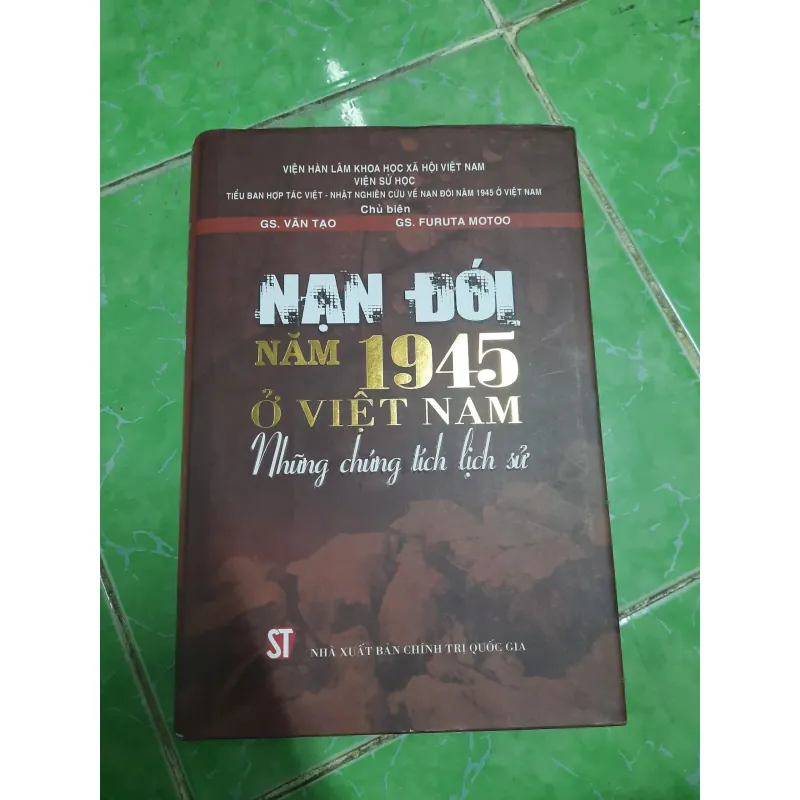 VIỆN HÀN LÂM KHOA HỌC XÃ HỘI VIỆT NAM
VIỆN SỬ HỌC
TIỂU BAN HỢP TÁC VIỆT - NHẬT NGHIÊN CỨU VỀ NẠN ĐÓI NĂM 1945 Ở VIỆT NAM
Chủ biên
GS. VĂN TẠO GS. FURUTA MOTOO
NẠN ĐÓI
NĂM 1945
Ở VIỆT NAM
Những chứng tích lịch sử
ST NHÀ XUẤT BẢN CHÍNH TRỊ QUỐC GIA